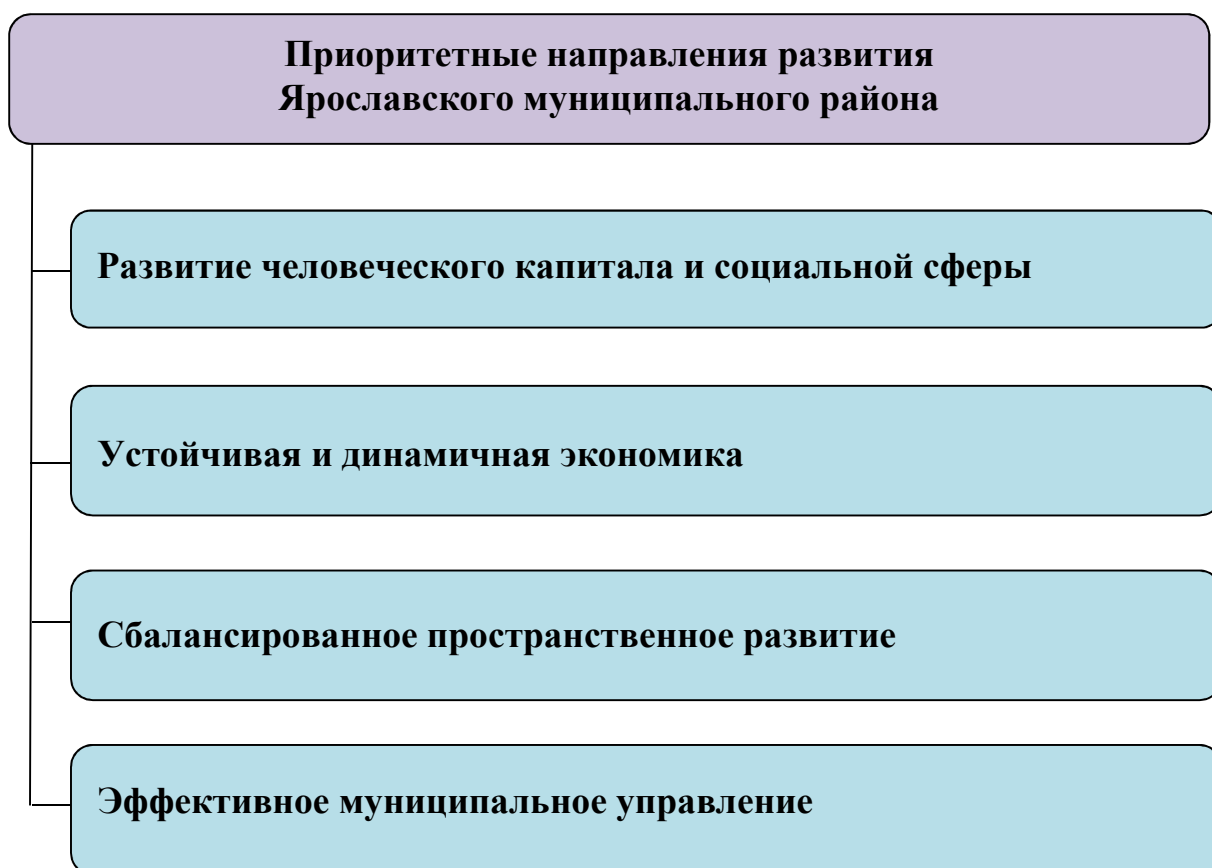 Приоритетные направления развития
Ярославского муниципального района
Развитие человеческого капитала и социальной сферы
Устойчивая и динамичная экономика
Сбалансированное пространственное развитие
Эффективное муниципальное управление